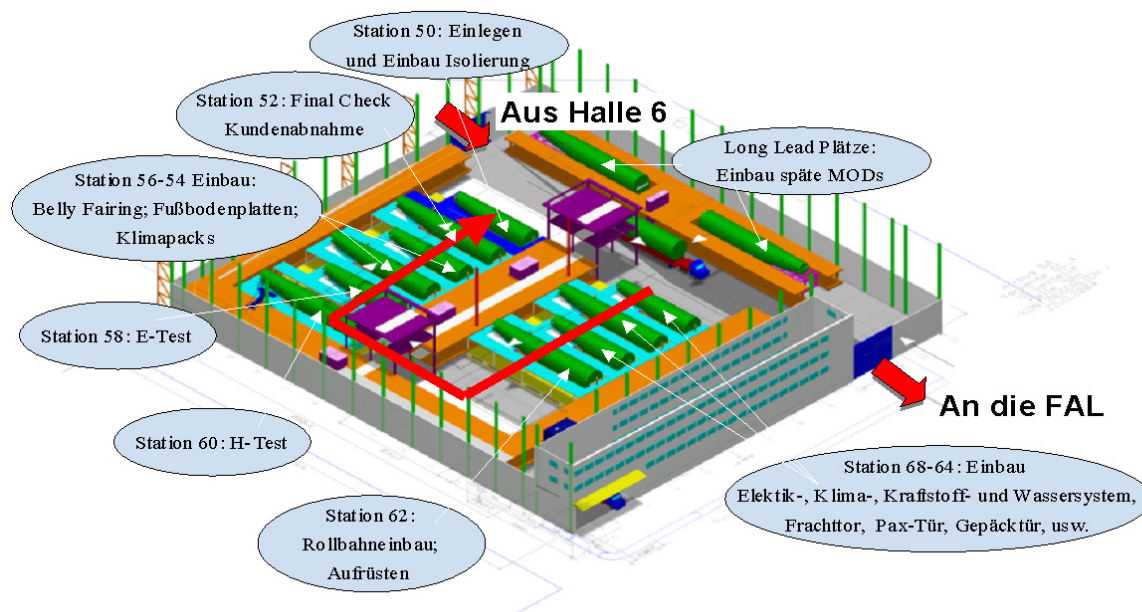 Station 50: Einlegen
und Einbau Isolierung
Station 52: Final Check
Kundenabnahme
Aus Halle 6
Long Lead Plätze:
Einbau späte MODs
Station 56-54 Einbau:
Belly Fairing; Fußbodenplatten;
Klimapacks
Station 58: E-Test
An die FAL
Station 60: H-Test
Station 68-64: Einbau
Elektik-, Klima-, Kraftstoff- und Wassersystem,
Frachttor, Pax-Tür, Gepäcktür, usw.
Station 62:
Rollbahneinbau;
Aufrüsten